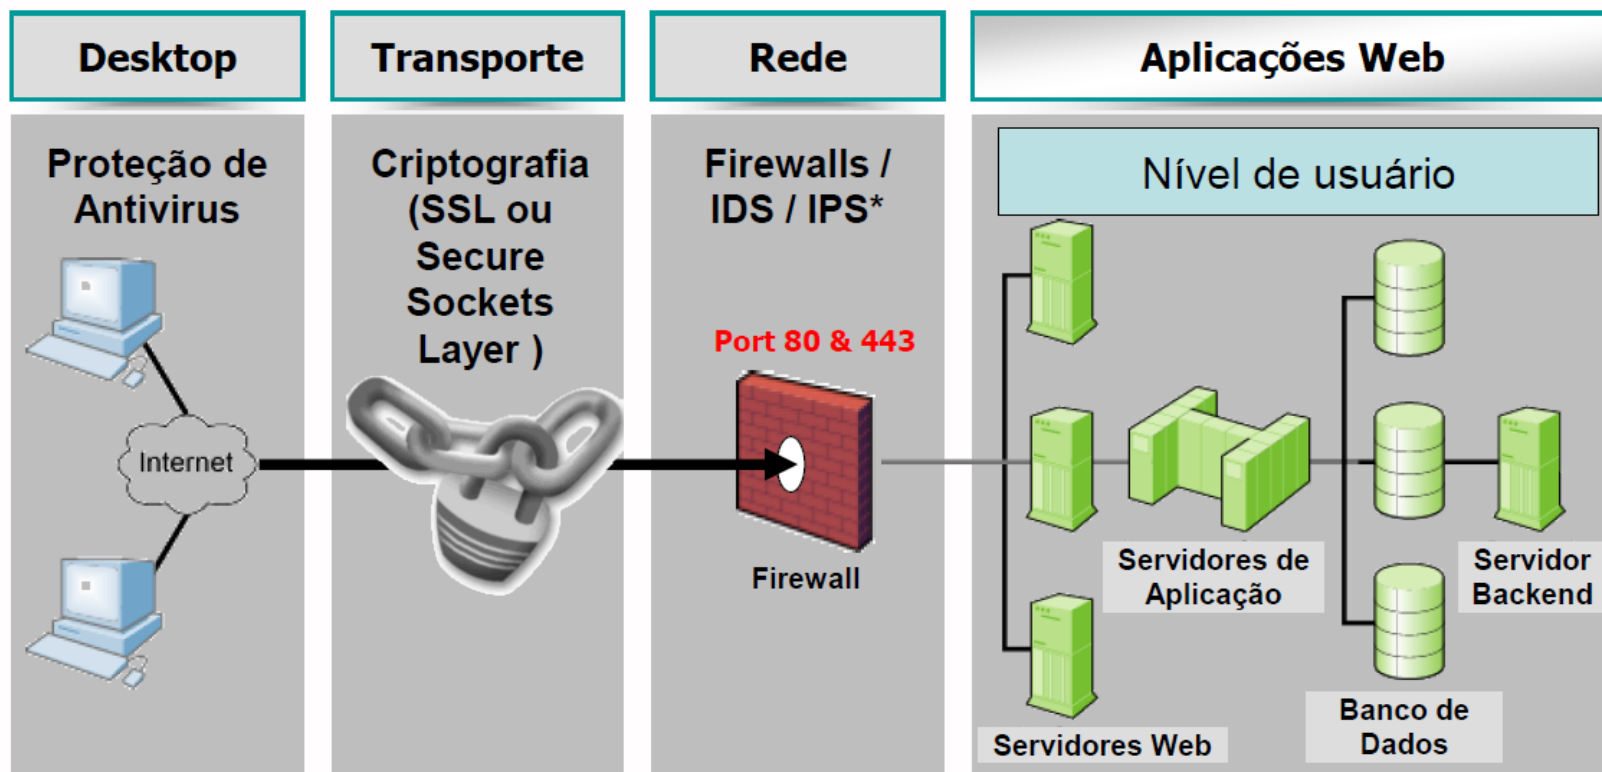 Desktop
Transporte
Rede
Aplicações Web
Proteção de
Antivirus
Internet
Criptografia
(SSL ou
Secure
Sockets
Layer )
Firewalls /
IDS / IPS*
Port 80 & 443
Firewall
Nível de usuário
Servidores Web
Servidores de
Aplicação
Banco de
Dados
Servidor
Backend